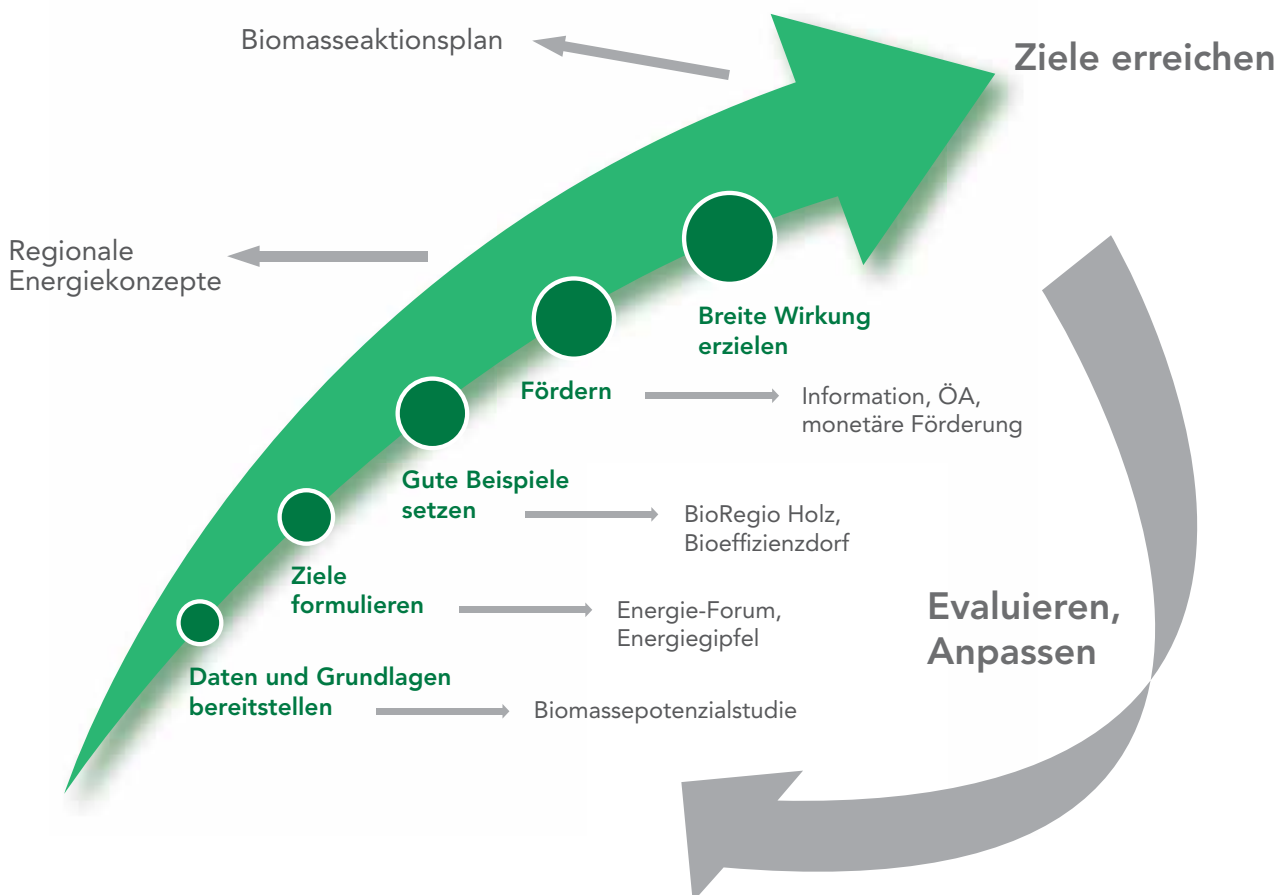 Biomasseaktionsplan
Ziele erreichen
Regionale
Energiekonzepte
Breite Wirkung
erzielen
Fördern
Information, ÖA,
monetäre Förderung
Gute Beispiele
setzen
BioRegio Holz,
Bioeffizienzdorf
Ziele
formulieren
Energie-Forum,
Energiegipfel
Evaluieren,
Anpassen
Daten und Grundlagen
bereitstellen
Biomassepotenzialstudie